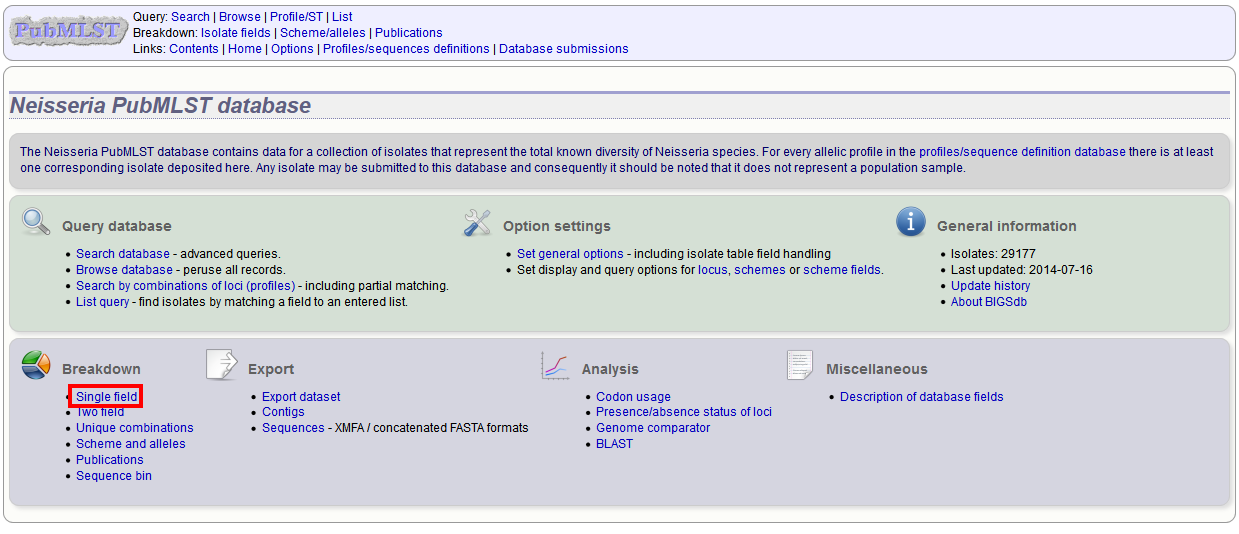 PubMLST
Query: Search | Browse | Profile/ST | List
Breakdown: Isolate fields | Scheme/alleles | Publications
Links: Contents | Home | Options | Profiles/sequences definitions | Database submissions
Neisseria PubMLST database
The Neisseria PubMLST database contains data for a collection of isolates that represent the total known diversity of Neisseria species. For every allelic profile in the profiles/sequence definition database there is at least
one corresponding isolate deposited here. Any isolate may be submitted to this database and consequently it should be noted that it does not represent a population sample.
Query database
• Search database - advanced queries.
• Browse database - peruse all records.
• Search by combinations of loci (profiles) - including partial matching.
• List query - find isolates by matching a field to an entered list.
Option settings
• Set general options - including isolate table field handling
• Set display and query options for locus, schemes or scheme fields.
General information
• Isolates: 29177
• Last updated: 2014-07-16
• Update history
• About BIGSdb
Breakdown
• Single field
• Two field
• Unique combinations
• Scheme and alleles
• Publications
• Sequence bin
Export
• Export dataset
• Contigs
• Sequences - XMFA / concatenated FASTA formats
Analysis
• Codon usage
• Presence/absence status of loci
• Genome comparator
• BLAST
Miscellaneous
• Description of database fields